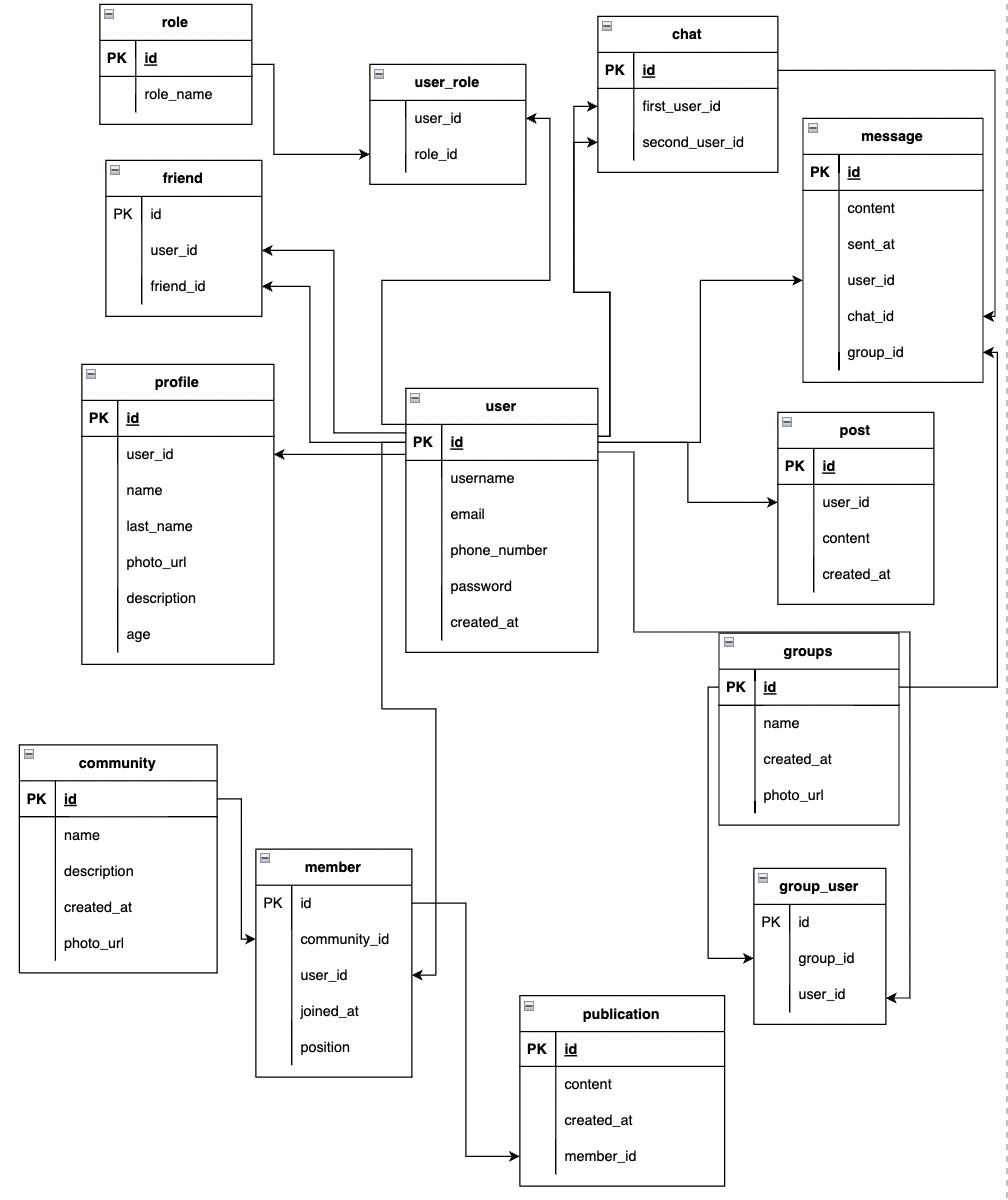 role
PK id
role_name
user_role
user_id
role_id
chat
PK id
first_user_id
second_user_id
message
PK id
content
sent_at
user_id
chat_id
group_id
friend
PK id
user_id
friend_id
profile
PK id
user_id
name
last_name
photo_url
description
age
user
PK id
username
email
phone_number
password
created_at
post
PK id
user_id
content
created_at
groups
PK id
name
created_at
photo_url
community
PK id
name
description
created_at
photo_url
member
PK id
community_id
user_id
joined_at
position
group_user
PK id
group_id
user_id
publication
PK id
content
created_at
member_id